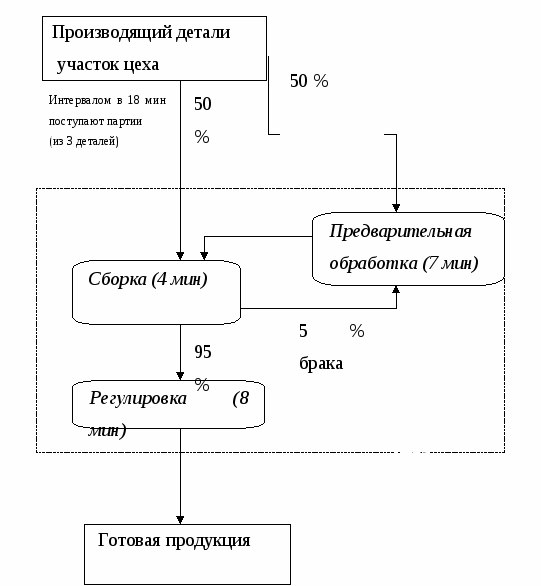 Производящий детали
участок цеха
50 %
Интервалом в 18 мин
поступают партии
(из 3 деталей)
50
%
Предварительная
обработка (7 мин)
Сборка (4 мин)
5 %
брака
95
%
Регулировка (8
мин)
Готовая продукция